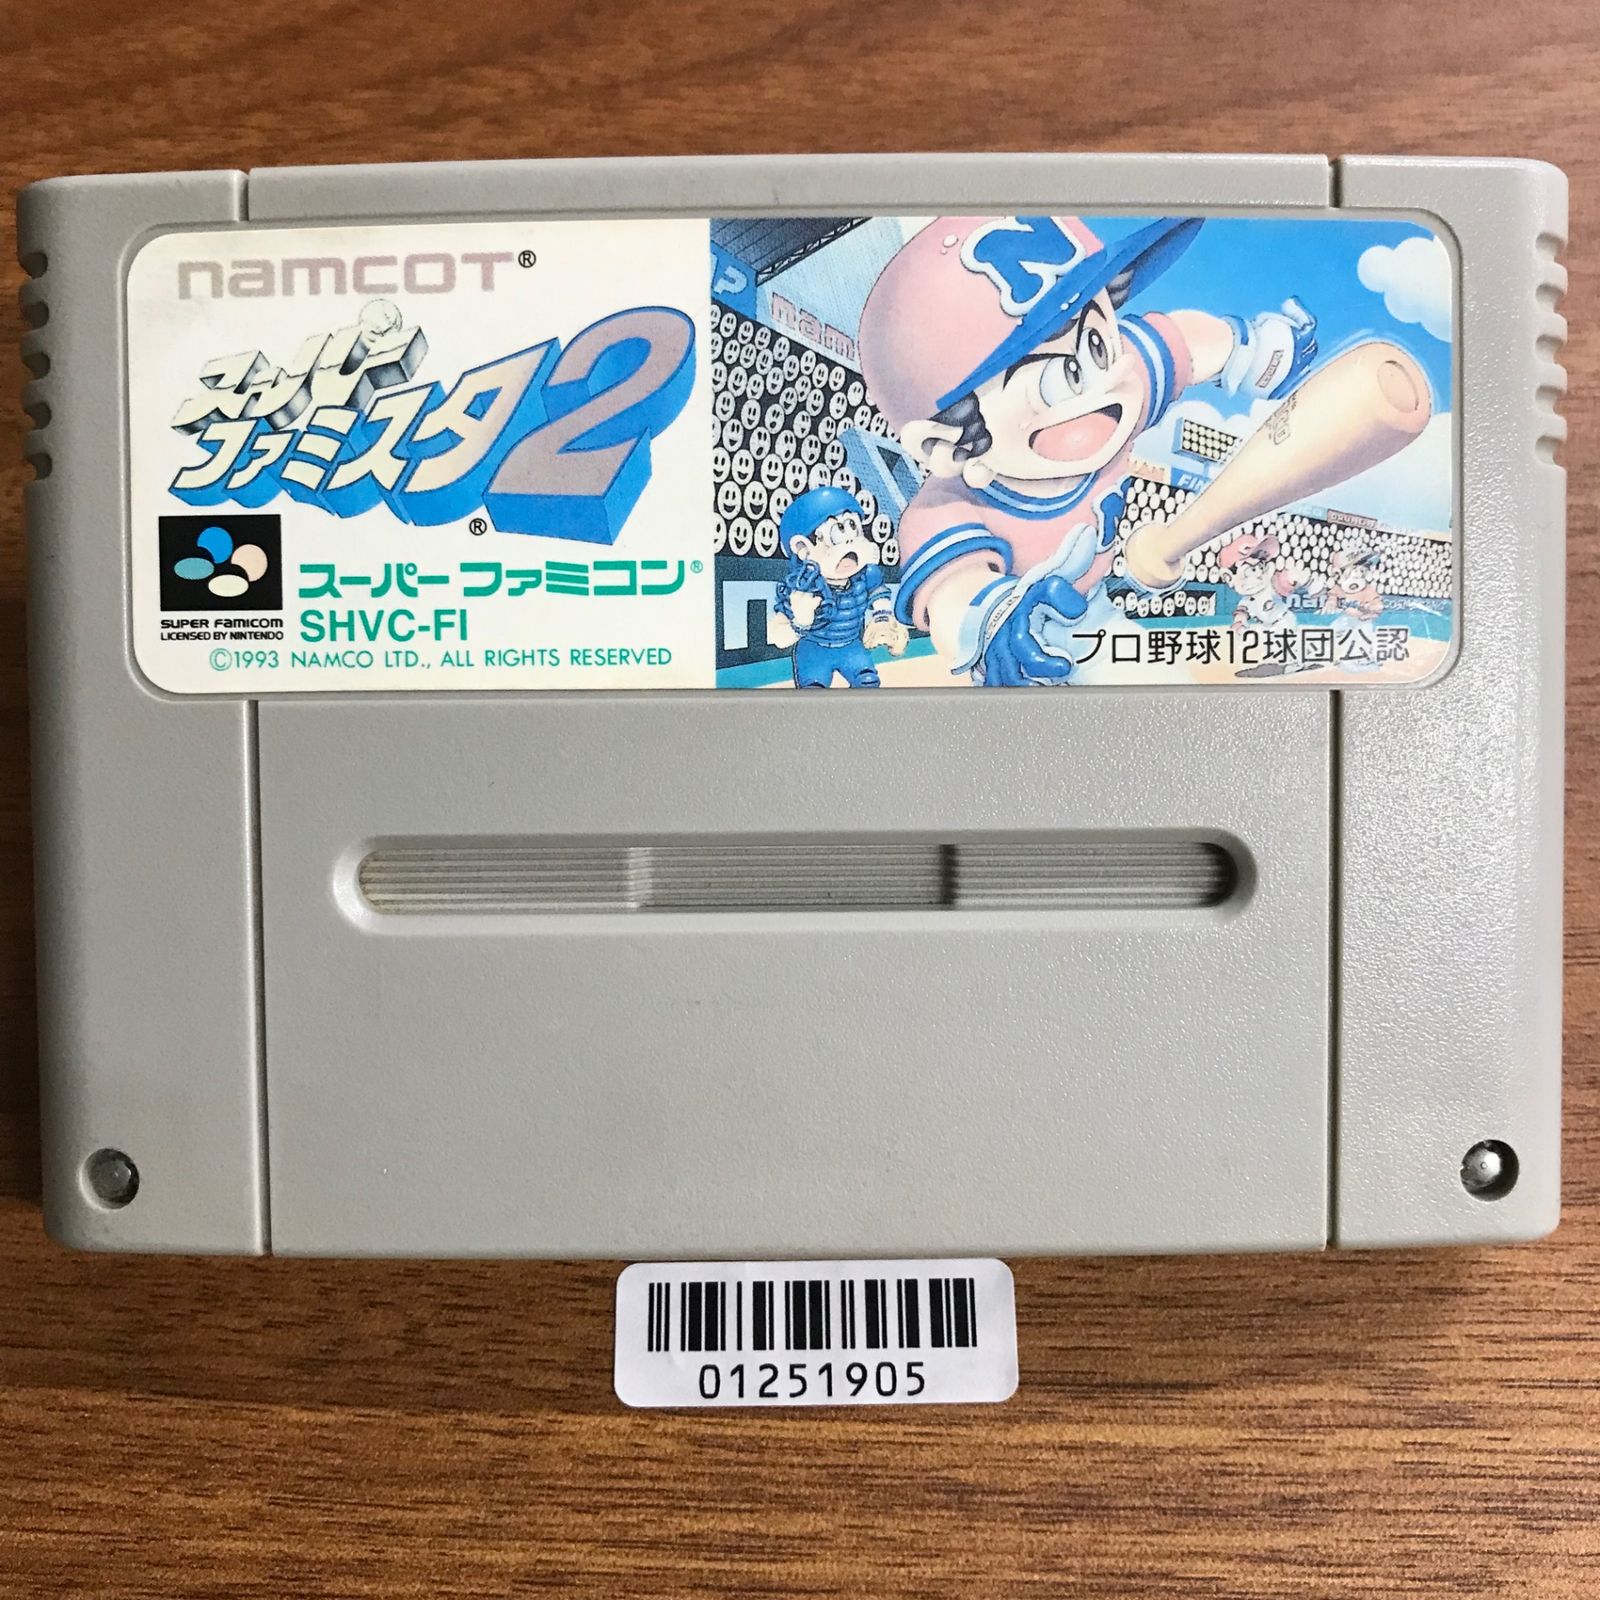 namcot®
スーパー
ファミスタ2
®
スーパーファミコン®
SUPER FAMICOM
LICENSED BY NINTENDO
SHVC-FI
©1993 NAMCO LTD., ALL RIGHTS RESERVED
N
プロ野球12球団公認
01251905